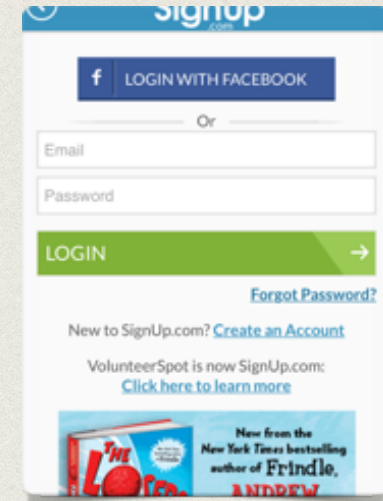 SignUp
.com
f LOGIN WITH FACEBOOK
Or
Email
Password
LOGIN
Forgot Password?
New to SignUp.com? Create an Account
VolunteerSpot is now SignUp.com:
Click here to learn more
New from the
New York Times bestselling
author of Frindle,
ANDREW
THE
LOSER